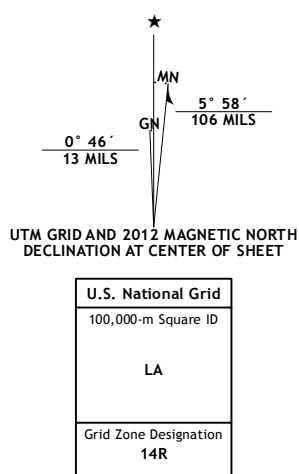 ★
MN
GN
5° 58´
106 MILS
0° 46´
13 MILS
UTM GRID AND 2012 MAGNETIC NORTH
DECLINATION AT CENTER OF SHEET
U.S. National Grid
100,000-m Square ID
LA
Grid Zone Designation
14R